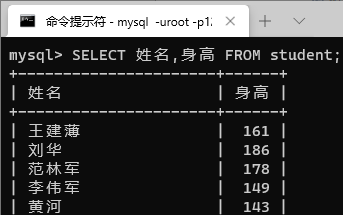 命令提示符 - mysql -uroot -p12
mysql> SELECT 姓名,身高 FROM student;
+----------------------+------+
| 姓名 | 身高 |
+----------------------+------+
| 王建薄 | 161 |
| 刘华 | 186 |
| 范林军 | 178 |
| 李伟军 | 149 |
| 黄河 | 143 |